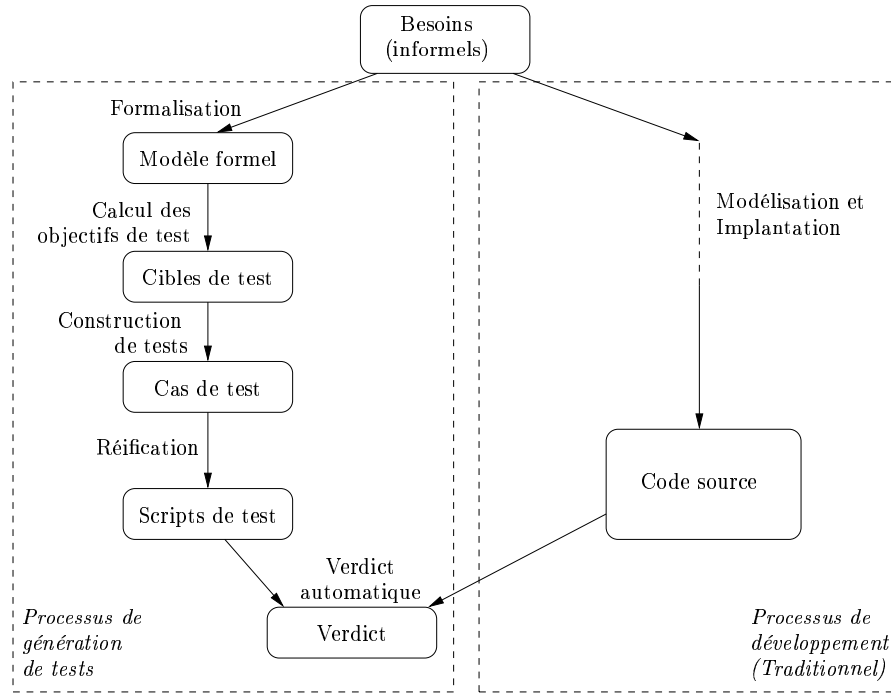 Besoins
(informels)
Formalisation
Modèle formel
Calcul des
objectifs de test
Cibles de test
Construction
de tests
Cas de test
Réification
Scripts de test
Verdict
automatique
Verdict
Processus de
génération
de tests
Modélisation et
Implantation
Code source
Processus de
développement
(Traditionnel)